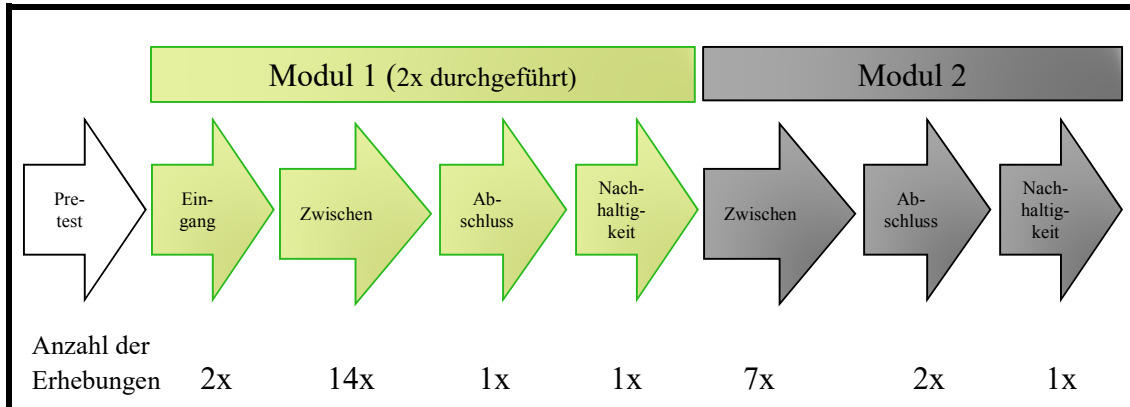 Modul 1 (2x durchgeführt)
Modul 2
Pre-
test
Ein-
gang
Zwischen
Ab-
schluss
Nach-
haltig-
keit
Zwischen
Ab-
schluss
Nach-
haltig-
keit
Anzahl der
Erhebungen 2x 14x 1x 1x 7x 2x 1x